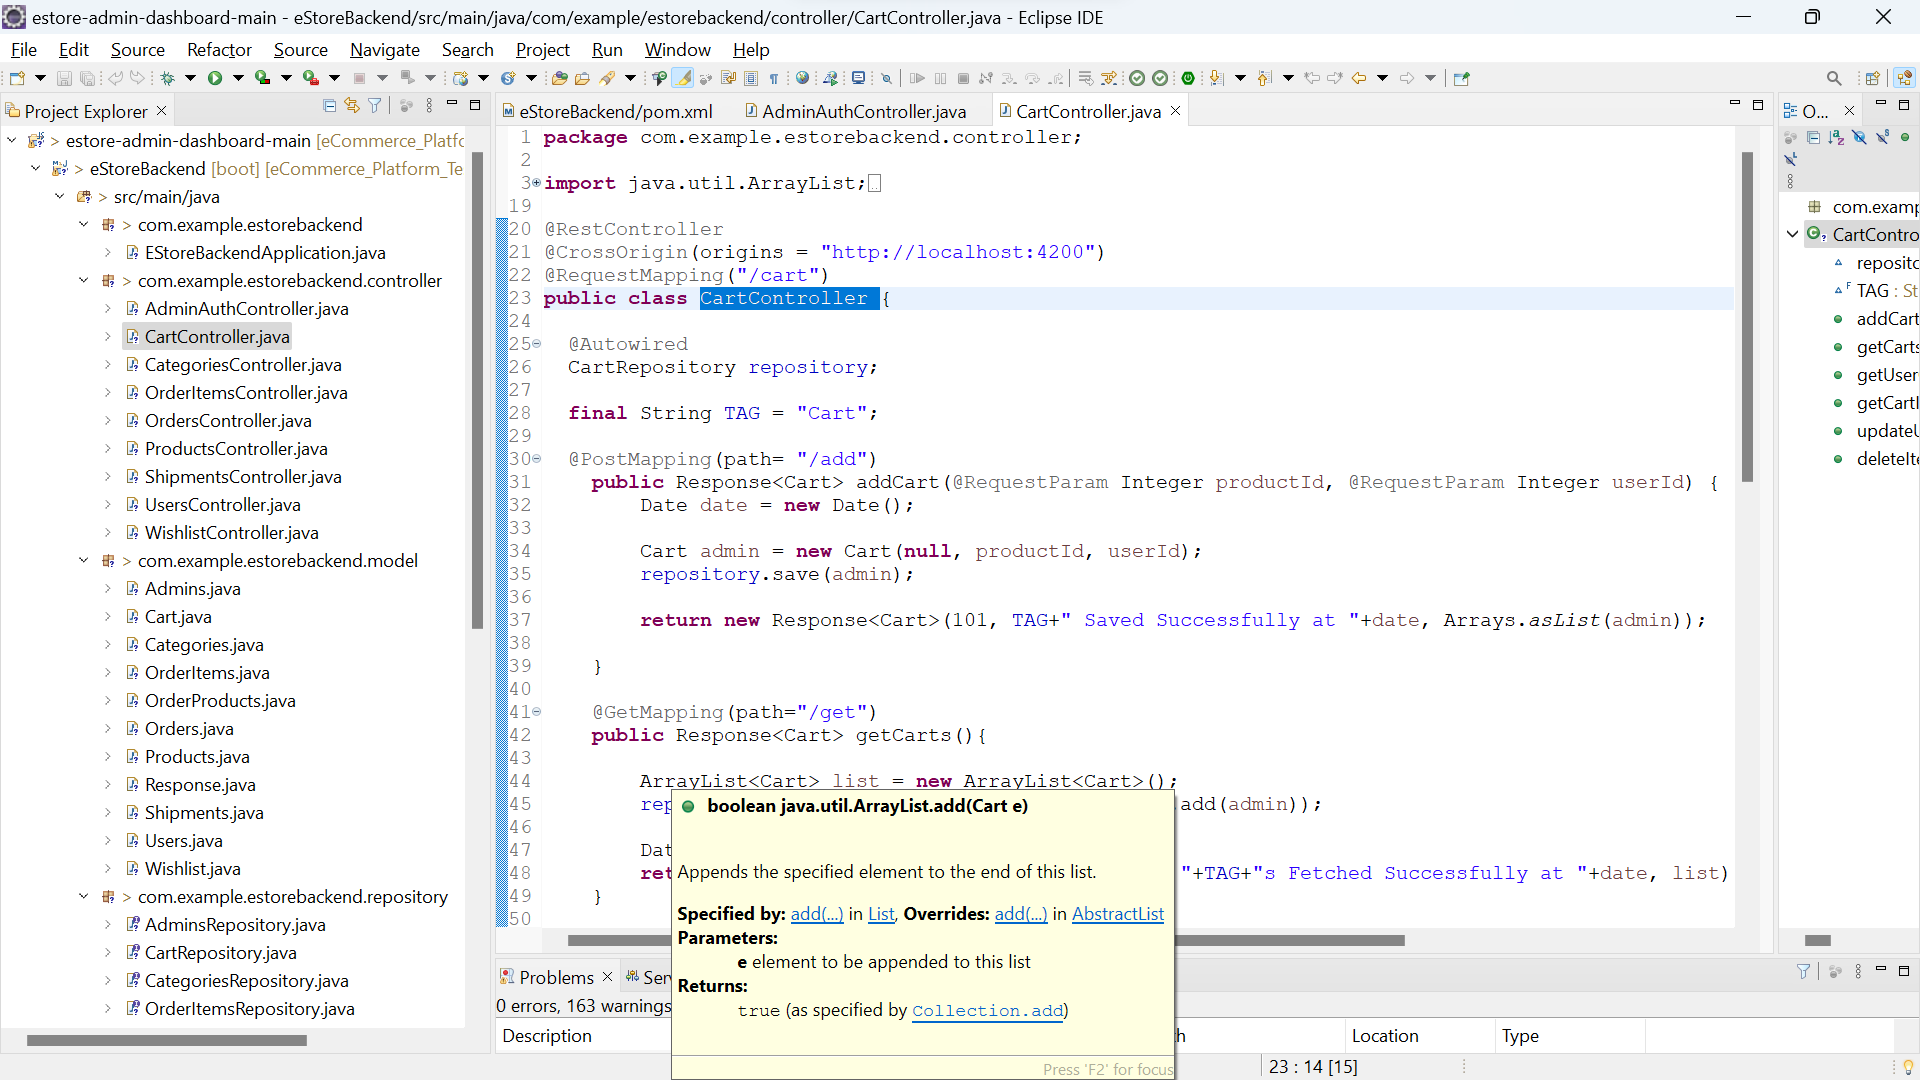 estore-admin-dashboard-main - eStoreBackend/src/main/java/com/example/estorebackend/controller/CartController.java - Eclipse IDE
File Edit Source Refactor Source Navigate Search Project Run Window Help
Project Explorer
> estore-admin-dashboard-main [eCommerce_Platfc
> eStoreBackend [boot] [eCommerce_Platform_Te
> src/main/java
> com.example.estorebackend
EStoreBackendApplication.java
> com.example.estorebackend.controller
AdminAuthController.java
CartController.java
CategoriesController.java
OrderItemsController.java
OrdersController.java
ProductsController.java
ShipmentsController.java
UsersController.java
WishlistController.java
> com.example.estorebackend.model
Admins.java
Cart.java
Categories.java
OrderItems.java
OrderProducts.java
Orders.java
Products.java
Response.java
Shipments.java
Users.java
Wishlist.java
> com.example.estorebackend.repository
AdminsRepository.java
CartRepository.java
CategoriesRepository.java
OrderItemsRepository.java
eStoreBackend/pom.xml AdminAuthController.java CartController.java
1 package com.example.estorebackend.controller;
2
3 import java.util.ArrayList;
19
20 @RestController
21 @CrossOrigin(origins = "http://localhost:4200")
22 @RequestMapping("/cart")
23 public class CartController {
24
25 @Autowired
26 CartRepository repository;
27
28 final String TAG = "Cart";
29
30 @PostMapping(path= "/add")
31 public Response<Cart> addCart(@RequestParam Integer productId, @RequestParam Integer userId) {
32 Date date = new Date();
33
34 Cart admin = new Cart(null, productId, userId);
35 repository.save(admin);
36
37 return new Response<Cart>(101, TAG+" Saved Successfully at "+date, Arrays.asList(admin));
38
39 }
40
41 @GetMapping(path="/get")
42 public Response<Cart> getCarts(){
43
44 ArrayList<Cart> list = new ArrayList<Cart>();
45 rep add(admin));
46
47 Dat
48 ret "+TAG+"s Fetched Successfully at "+date, list)
49 }
50
boolean java.util.ArrayList.add(Cart e)
Appends the specified element to the end of this list.
Specified by: add(...) in List, Overrides: add(...) in AbstractList
Parameters:
e element to be appended to this list
Returns:
true (as specified by Collection.add)
Press 'F2' for focus
Problems Serv
0 errors, 163 warnings
Description h Location Type
23 : 14 [15]
O...
com.examp
CartContro
reposito
TAG : St
addCart
getCarts
getUser
getCartI
updateU
deleteIte